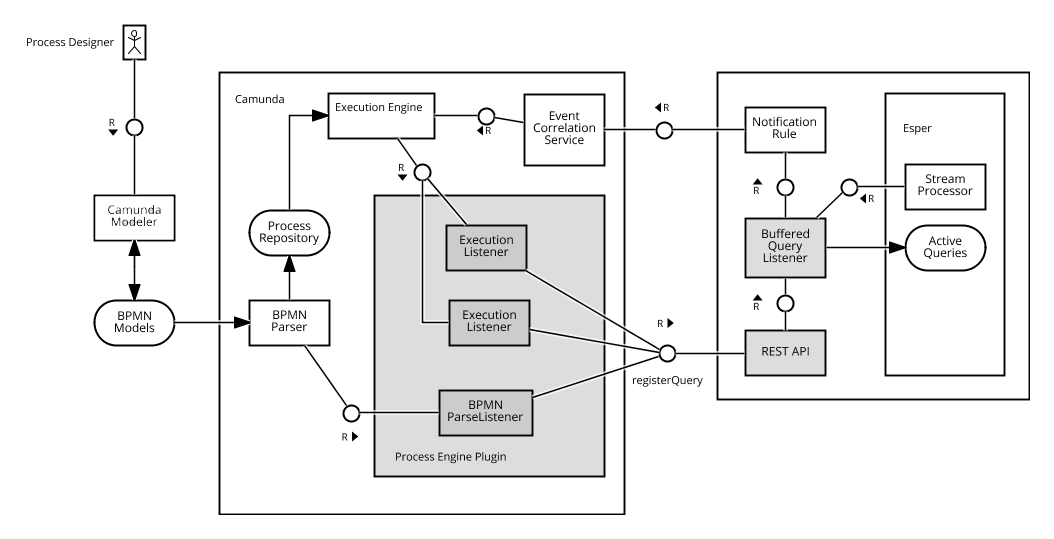 Process Designer
R
Camunda
Modeler
BPMN
Models
Camunda
Execution Engine
R
Event
Correlation
Service
R
Process
Repository
BPMN
Parser
R
Execution
Listener
Execution
Listener
BPMN
ParseListener
Process Engine Plugin
R
R
registerQuery
Notification
Rule
R
Buffered
Query
Listener
R
REST API
Esper
Stream
Processor
R
Active
Queries